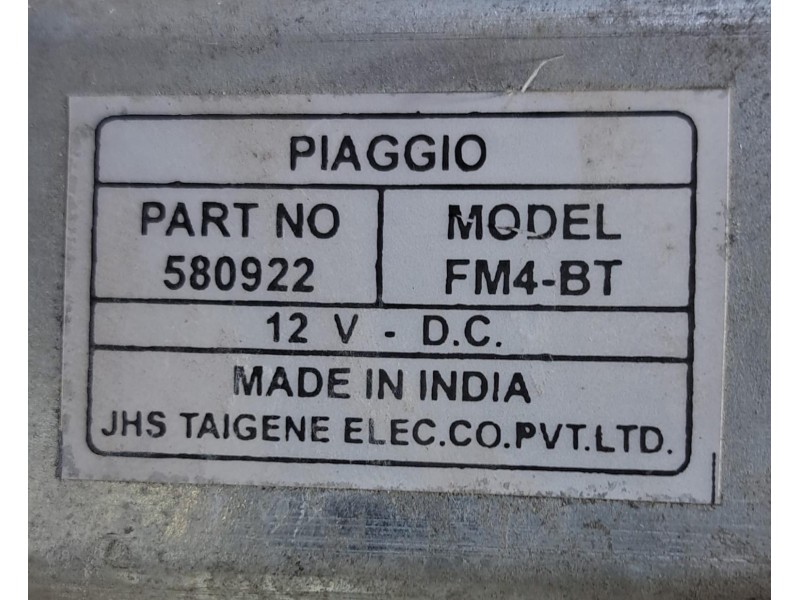 PIAGGIO
PART NO MODEL
580922 FM4-BT
12 V - D.C.
MADE IN INDIA
JHS TAIGENE ELEC.CO.PVT.LTD.